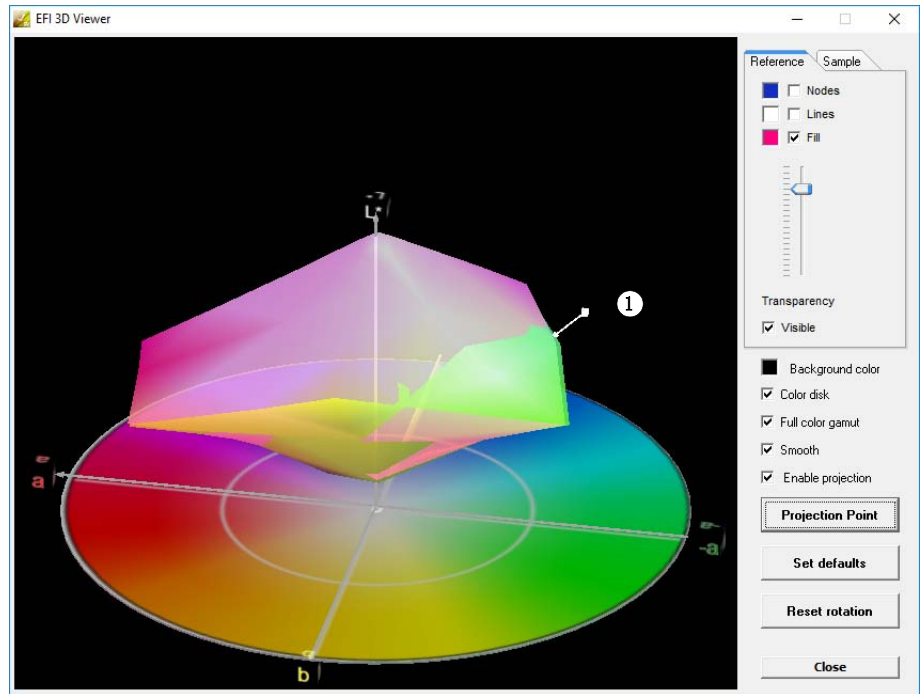 EFI 3D Viewer
Reference
Sample
Nodes
Lines
Fill
Transparency
Visible
Background color
Color disk
Full color gamut
Smooth
Enable projection
Projection Point
Set defaults
Reset rotation
Close
L*
1
a
-a
b